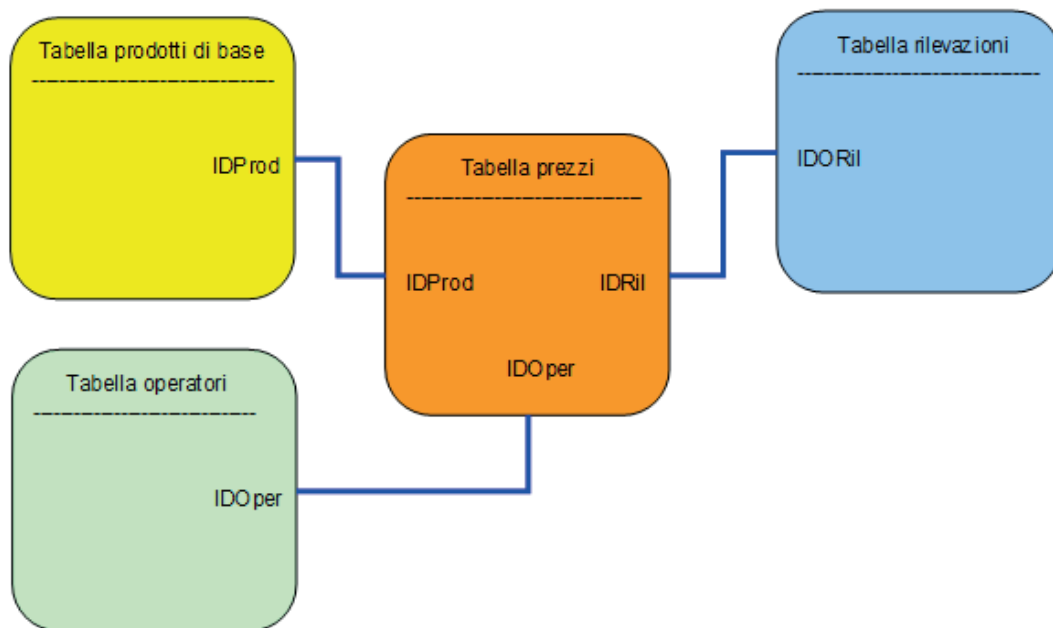 Tabella prodotti di base
IDProd
Tabella rilevazioni
IDORil
Tabella prezzi
IDProd
IDRil
IDOper
Tabella operatori
IDOper